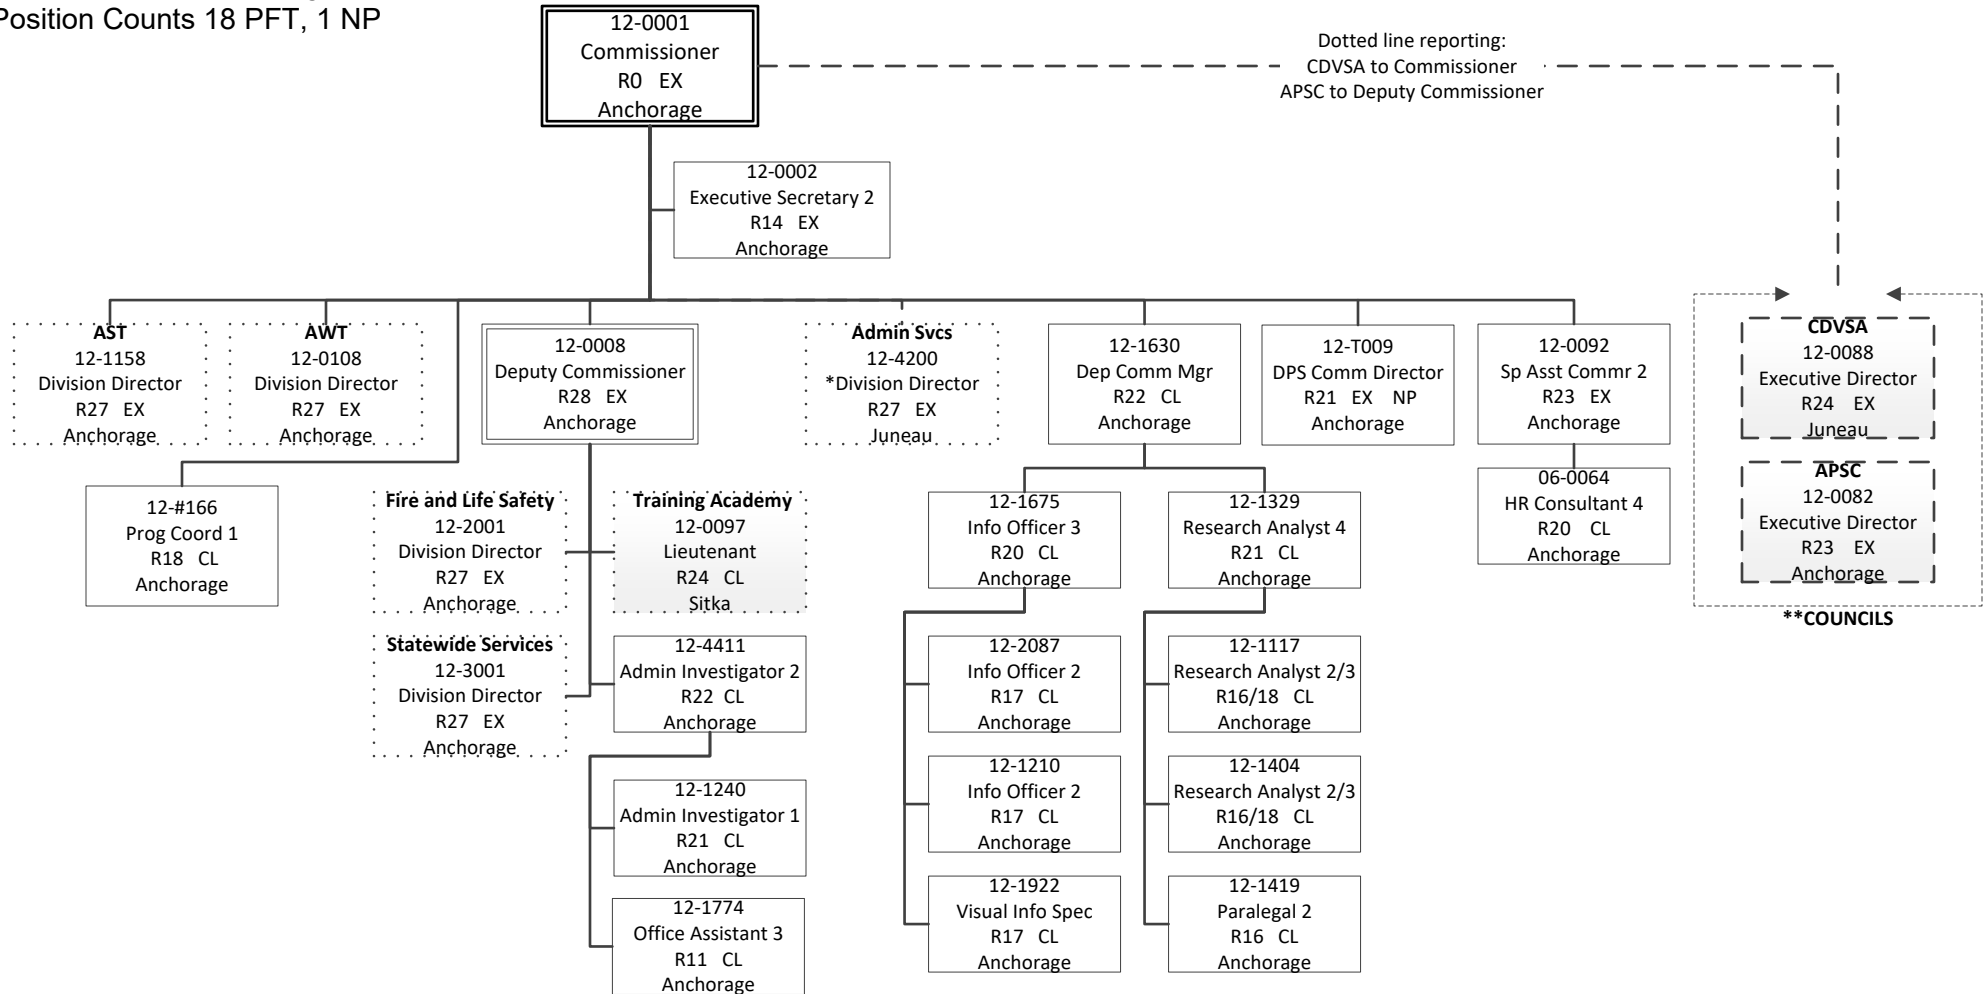 Position Counts 18 PFT, 1 NP
12-0001
Commissioner
R0 EX
Anchorage
Dotted line reporting:
CDVSA to Commissioner
APSC to Deputy Commissioner
12-0002
Executive Secretary 2
R14 EX
Anchorage
AST
12-1158
Division Director
R27 EX
Anchorage
AWT
12-0108
Division Director
R27 EX
Anchorage
12-0008
Deputy Commissioner
R28 EX
Anchorage
Admin Svcs
12-4200
*Division Director
R27 EX
Juneau
12-1630
Dep Comm Mgr
R22 CL
Anchorage
12-T009
DPS Comm Director
R21 EX NP
Anchorage
12-0092
Sp Asst Commr 2
R23 EX
Anchorage
CDVSA
12-0088
Executive Director
R24 EX
Juneau
APSC
12-0082
Executive Director
R23 EX
Anchorage
**COUNCILS
12-#166
Prog Coord 1
R18 CL
Anchorage
Fire and Life Safety
12-2001
Division Director
R27 EX
Anchorage
Training Academy
12-0097
Lieutenant
R24 CL
Sitka
12-1675
Info Officer 3
R20 CL
Anchorage
12-1329
Research Analyst 4
R21 CL
Anchorage
06-0064
HR Consultant 4
R20 CL
Anchorage
Statewide Services
12-3001
Division Director
R27 EX
Anchorage
12-4411
Admin Investigator 2
R22 CL
Anchorage
12-2087
Info Officer 2
R17 CL
Anchorage
12-1117
Research Analyst 2/3
R16/18 CL
Anchorage
12-1240
Admin Investigator 1
R21 CL
Anchorage
12-1210
Info Officer 2
R17 CL
Anchorage
12-1404
Research Analyst 2/3
R16/18 CL
Anchorage
12-1774
Office Assistant 3
R11 CL
Anchorage
12-1922
Visual Info Spec
R17 CL
Anchorage
12-1419
Paralegal 2
R16 CL
Anchorage